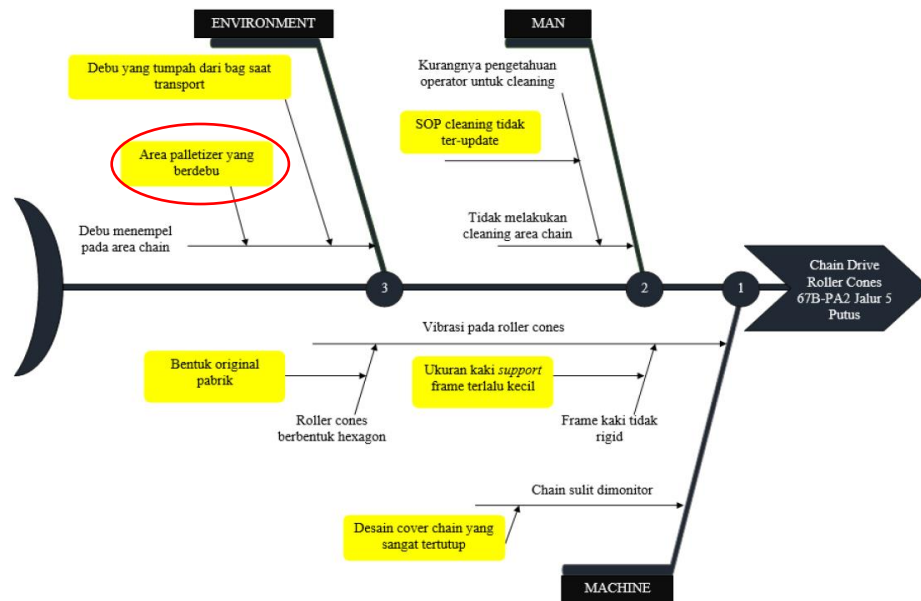 ENVIRONMENT
MAN
Debu yang tumpah dari bag saat
transport
Kurangnya pengetahuan
operator untuk cleaning
SOP cleaning tidak
ter-update
Area palletizer yang
berdebu
Debu menempel
pada area chain
Tidak melakukan
cleaning area chain
3
2
1
Chain Drive
Roller Cones
67B-PA2 Jalur 5
Putus
Vibrasi pada roller cones
Bentuk original
pabrik
Ukuran kaki support
frame terlalu kecil
Roller cones
berbentuk hexagon
Frame kaki tidak
rigid
Chain sulit dimonitor
Desain cover chain yang
sangat tertutup
MACHINE